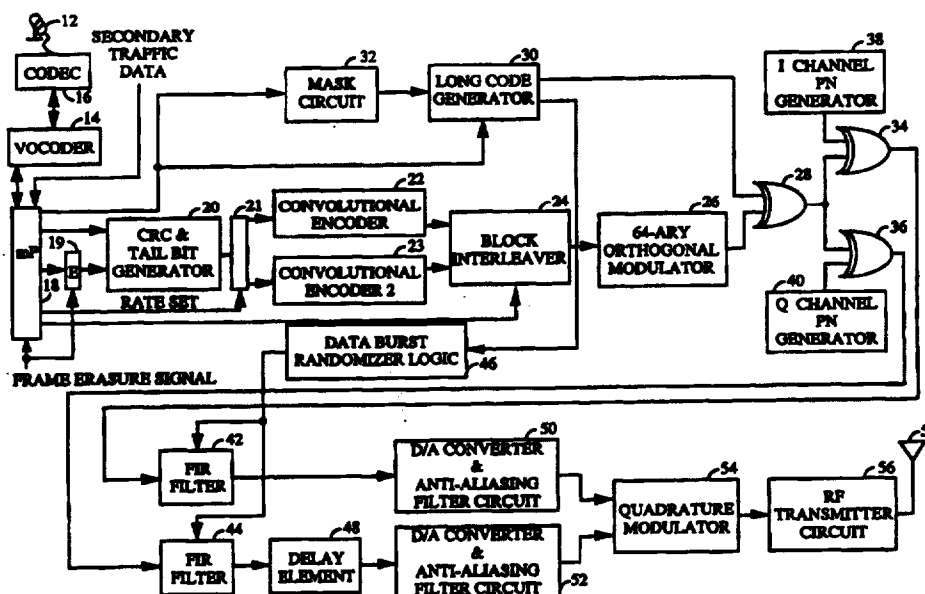 12
SECONDARY
TRAFFIC
DATA
CODEC
16
14
VOCODER
32
MASK
CIRCUIT
30
LONG CODE
GENERATOR
38
I CHANNEL
PN
GENERATOR
34
28
18
19
E
20
CRC &
TAIL BIT
GENERATOR
RATE SET
21
22
CONVOLUTIONAL
ENCODER
23
CONVOLUTIONAL
ENCODER 2
24
BLOCK
INTERLEAVER
26
64-ARY
ORTHOGONAL
MODULATOR
36
40
Q CHANNEL
PN
GENERATOR
DATA BURST
RANDOMIZER LOGIC
46
FRAME ERASURE SIGNAL
42
FIR
FILTER
50
D/A CONVERTER
&
ANTI-ALIASING
FILTER CIRCUIT
54
QUADRATURE
MODULATOR
56
RF
TRANSMITTER
CIRCUIT
44
FIR
FILTER
48
DELAY
ELEMENT
D/A CONVERTER
&
ANTI-ALIASING
FILTER CIRCUIT
52